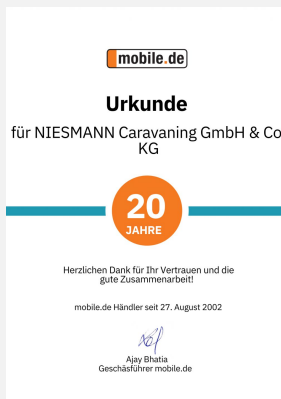 mobile.de
Urkunde
für NIESMANN Caravaning GmbH & Co
KG
20
JAHRE
Herzlichen Dank für Ihr Vertrauen und die
gute Zusammenarbeit!
mobile.de Händler seit 27. August 2002
Ajay Bhatia
Geschäsführer mobile.de